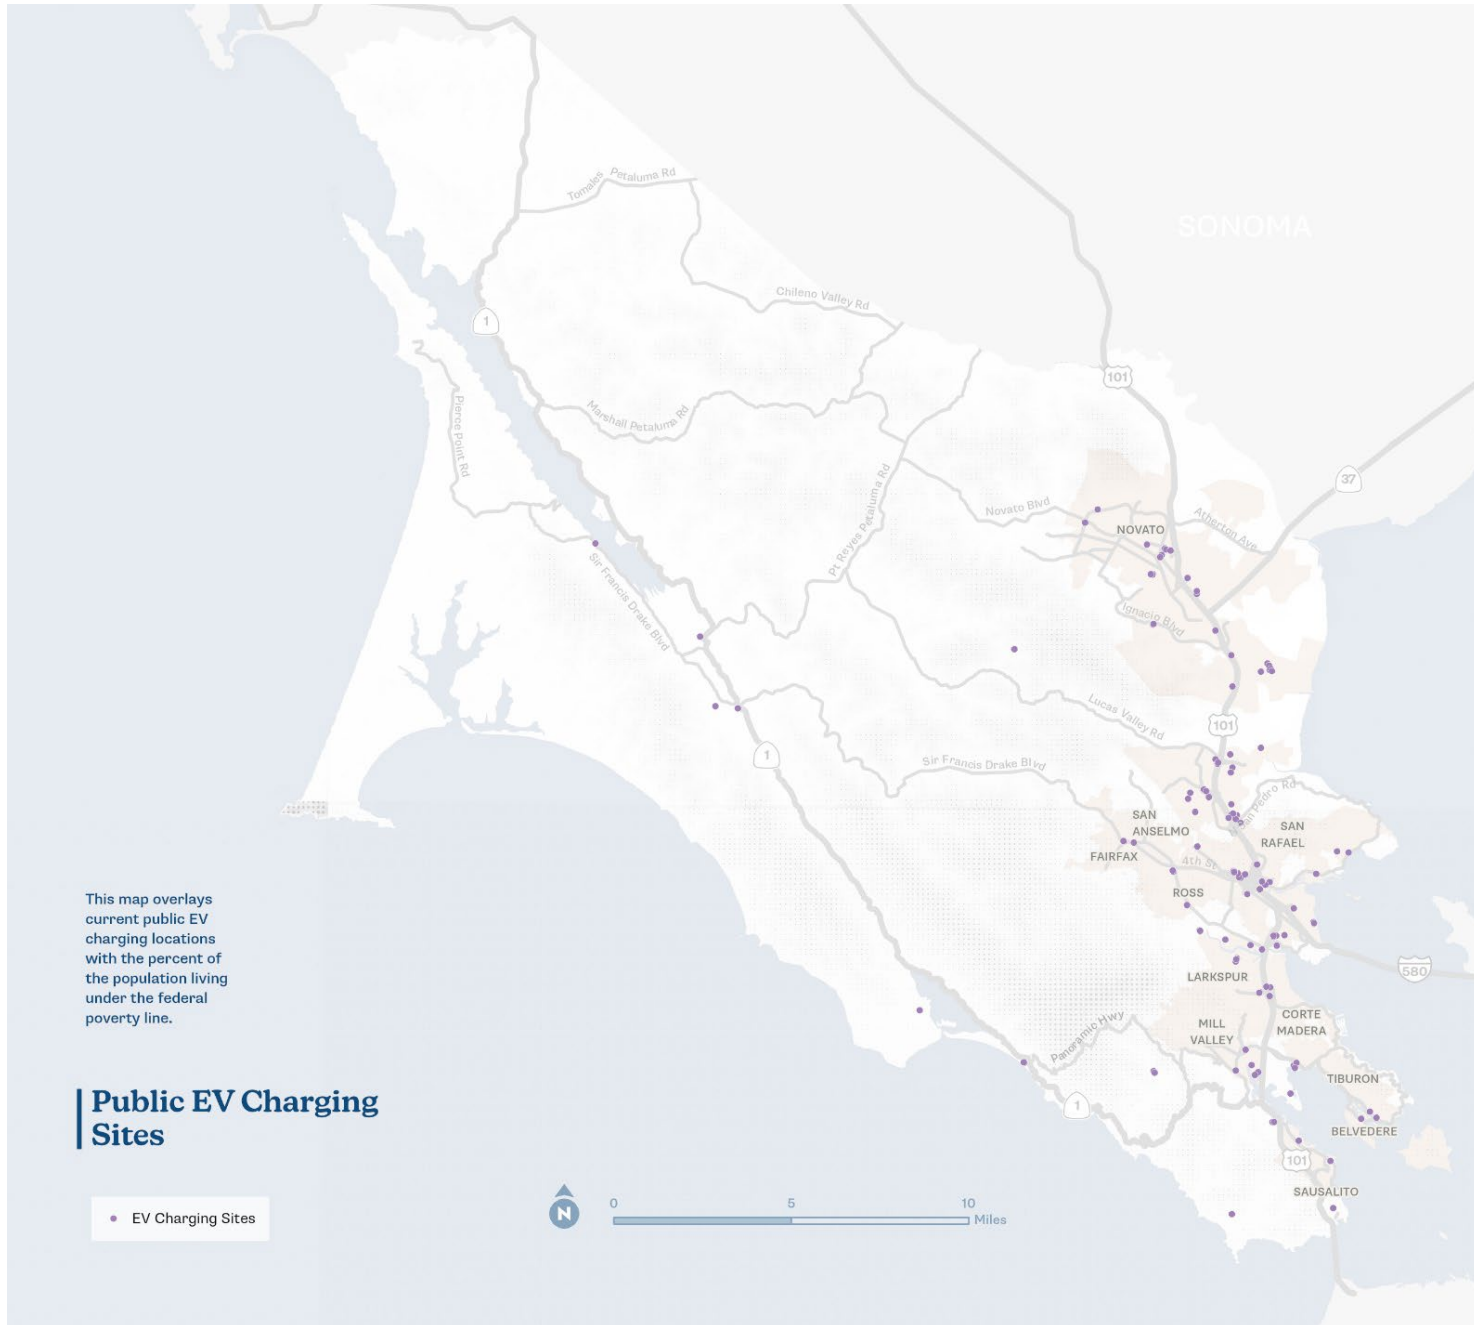 Tomales Petaluma Rd
SONOMA
Chileno Valley Rd
1
101
Pierce Point Rd
Marshall Petaluma Rd
Pt Reyes Petaluma Rd
37
Novato Blvd
Atherton Ave
NOVATO
Sir Francis Drake Blvd
Ignacio Blvd
Lucas Valley Rd
101
1
Sir Francis Drake Blvd
San Pedro Rd
SAN
ANSELMO
SAN
RAFAEL
FAIRFAX
4th St
ROSS
This map overlays
current public EV
charging locations
with the percent of
the population living
under the federal
poverty line.
580
LARKSPUR
CORTE
MADERA
MILL
VALLEY
Panoramic Hwy
TIBURON
1
BELVEDERE
Public EV Charging
Sites
101
SAUSALITO
EV Charging Sites
N
0 5 10
Miles